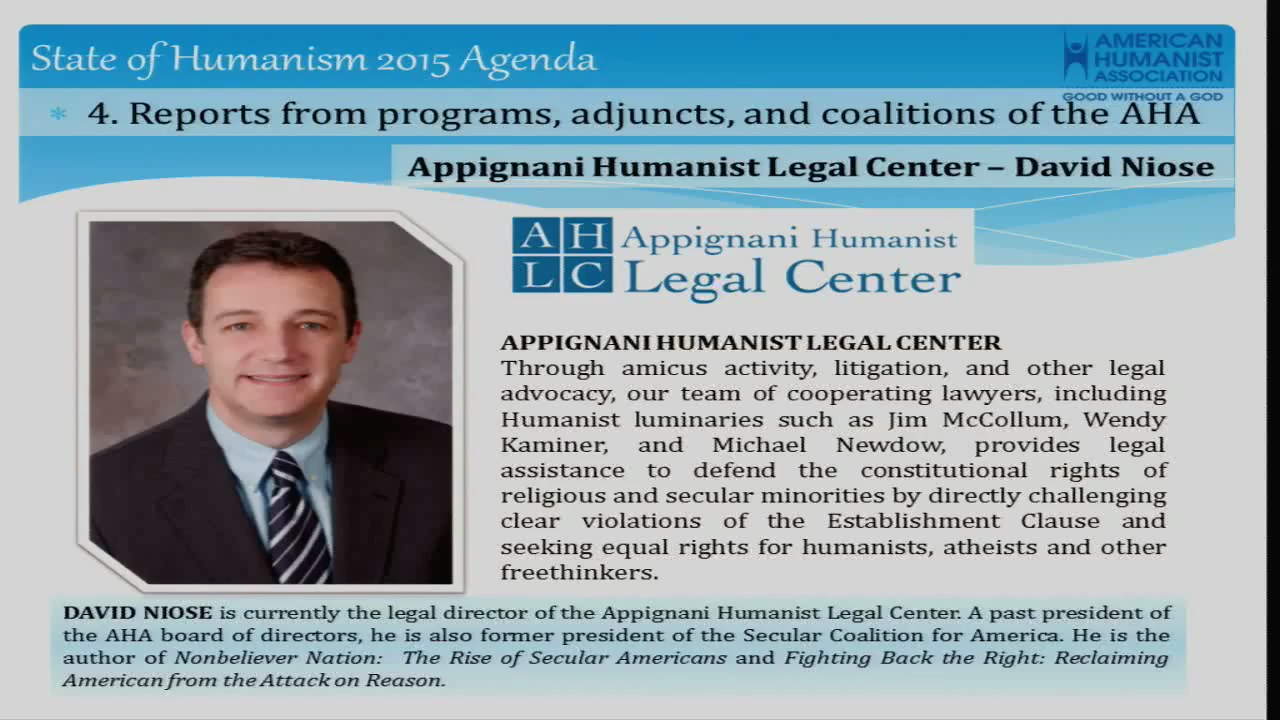 State of Humanism 2015 Agenda
AMERICAN
HUMANIST
ASSOCIATION
GOOD WITHOUT A GOD
* 4. Reports from programs, adjuncts, and coalitions of the AHA
Appignani Humanist Legal Center – David Niose
AH
LC
Appignani Humanist
Legal Center
APPIGNANI HUMANIST LEGAL CENTER
Through amicus activity, litigation, and other legal
advocacy, our team of cooperating lawyers, including
Humanist luminaries such as Jim McCollum, Wendy
Kaminer, and Michael Newdow, provides legal
assistance to defend the constitutional rights of
religious and secular minorities by directly challenging
clear violations of the Establishment Clause and
seeking equal rights for humanists, atheists and other
freethinkers.
DAVID NIOSE is currently the legal director of the Appignani Humanist Legal Center. A past president of
the AHA board of directors, he is also former president of the Secular Coalition for America. He is the
author of Nonbeliever Nation: The Rise of Secular Americans and Fighting Back the Right: Reclaiming
American from the Attack on Reason.